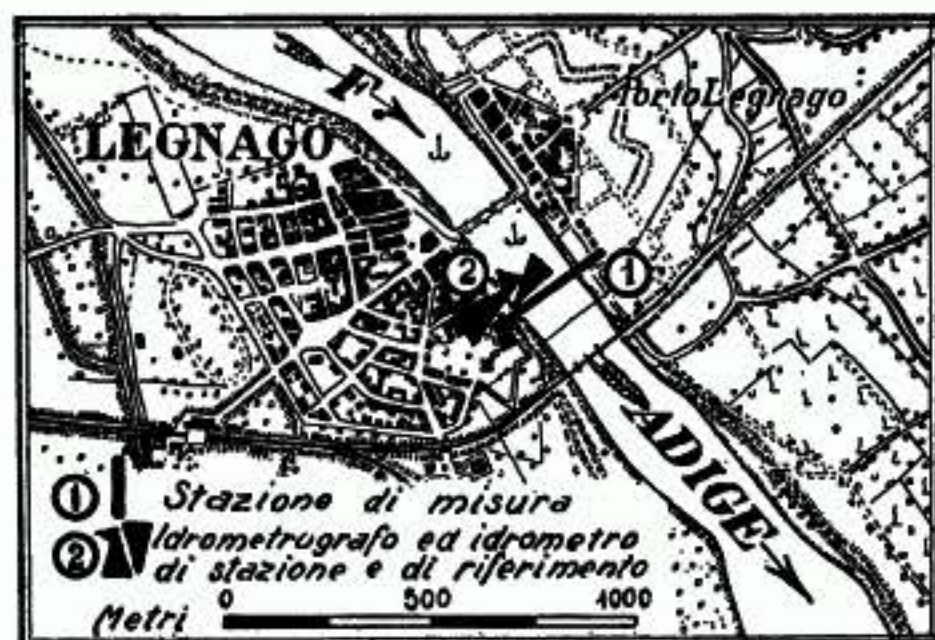 F.
Porto Legnago
LEGNAGO
2
1
ADIGE
1 Stazione di misura
2 Idrometrografo ed idrometro
di stazione e di riferimento
Metri 0 500 1000